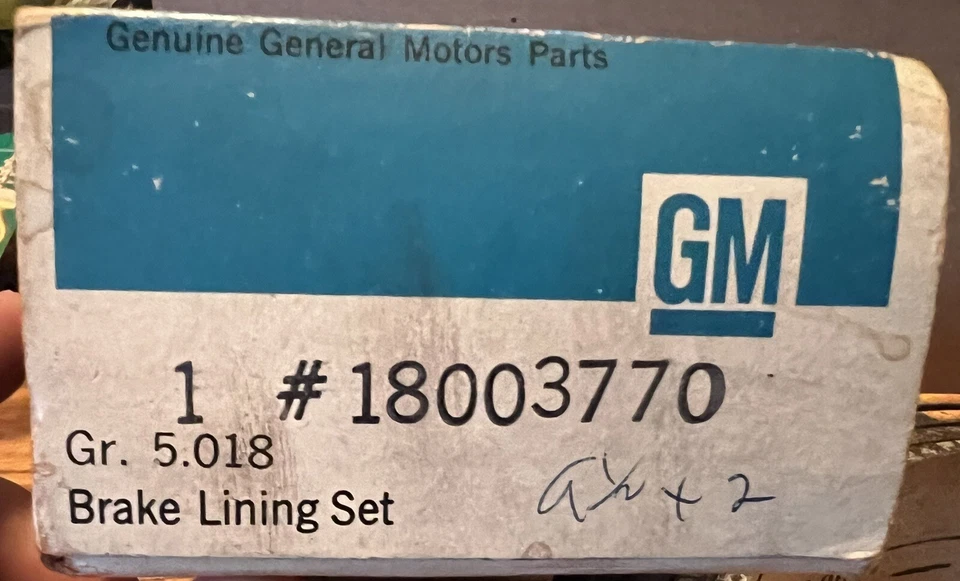 Genuine General Motors Parts
GM
1 #18003770
Gr. 5.018
Brake Lining Set
9½ x 2